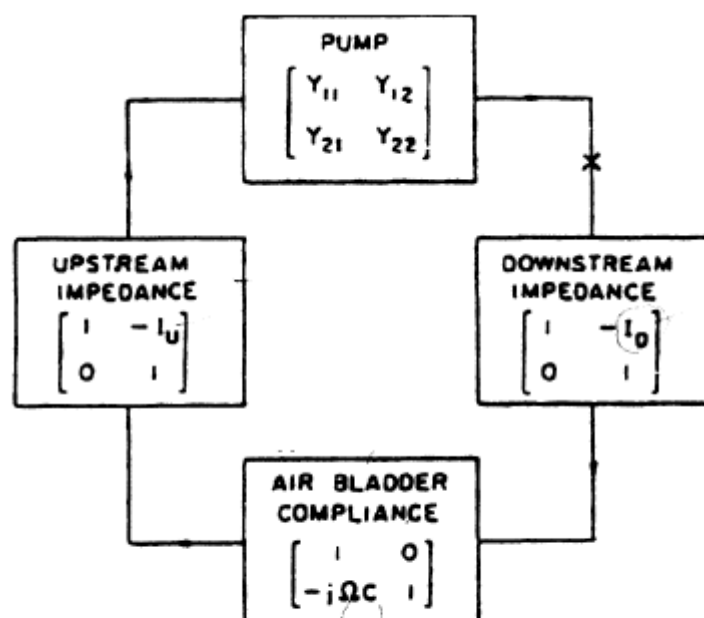 PUMP
Y11 Y12
Y21 Y22
UPSTREAM
IMPEDANCE
1 -IU
0 1
DOWNSTREAM
IMPEDANCE
1 -ID
0 1
AIR BLADDER
COMPLIANCE
1 0
-iΩC 1